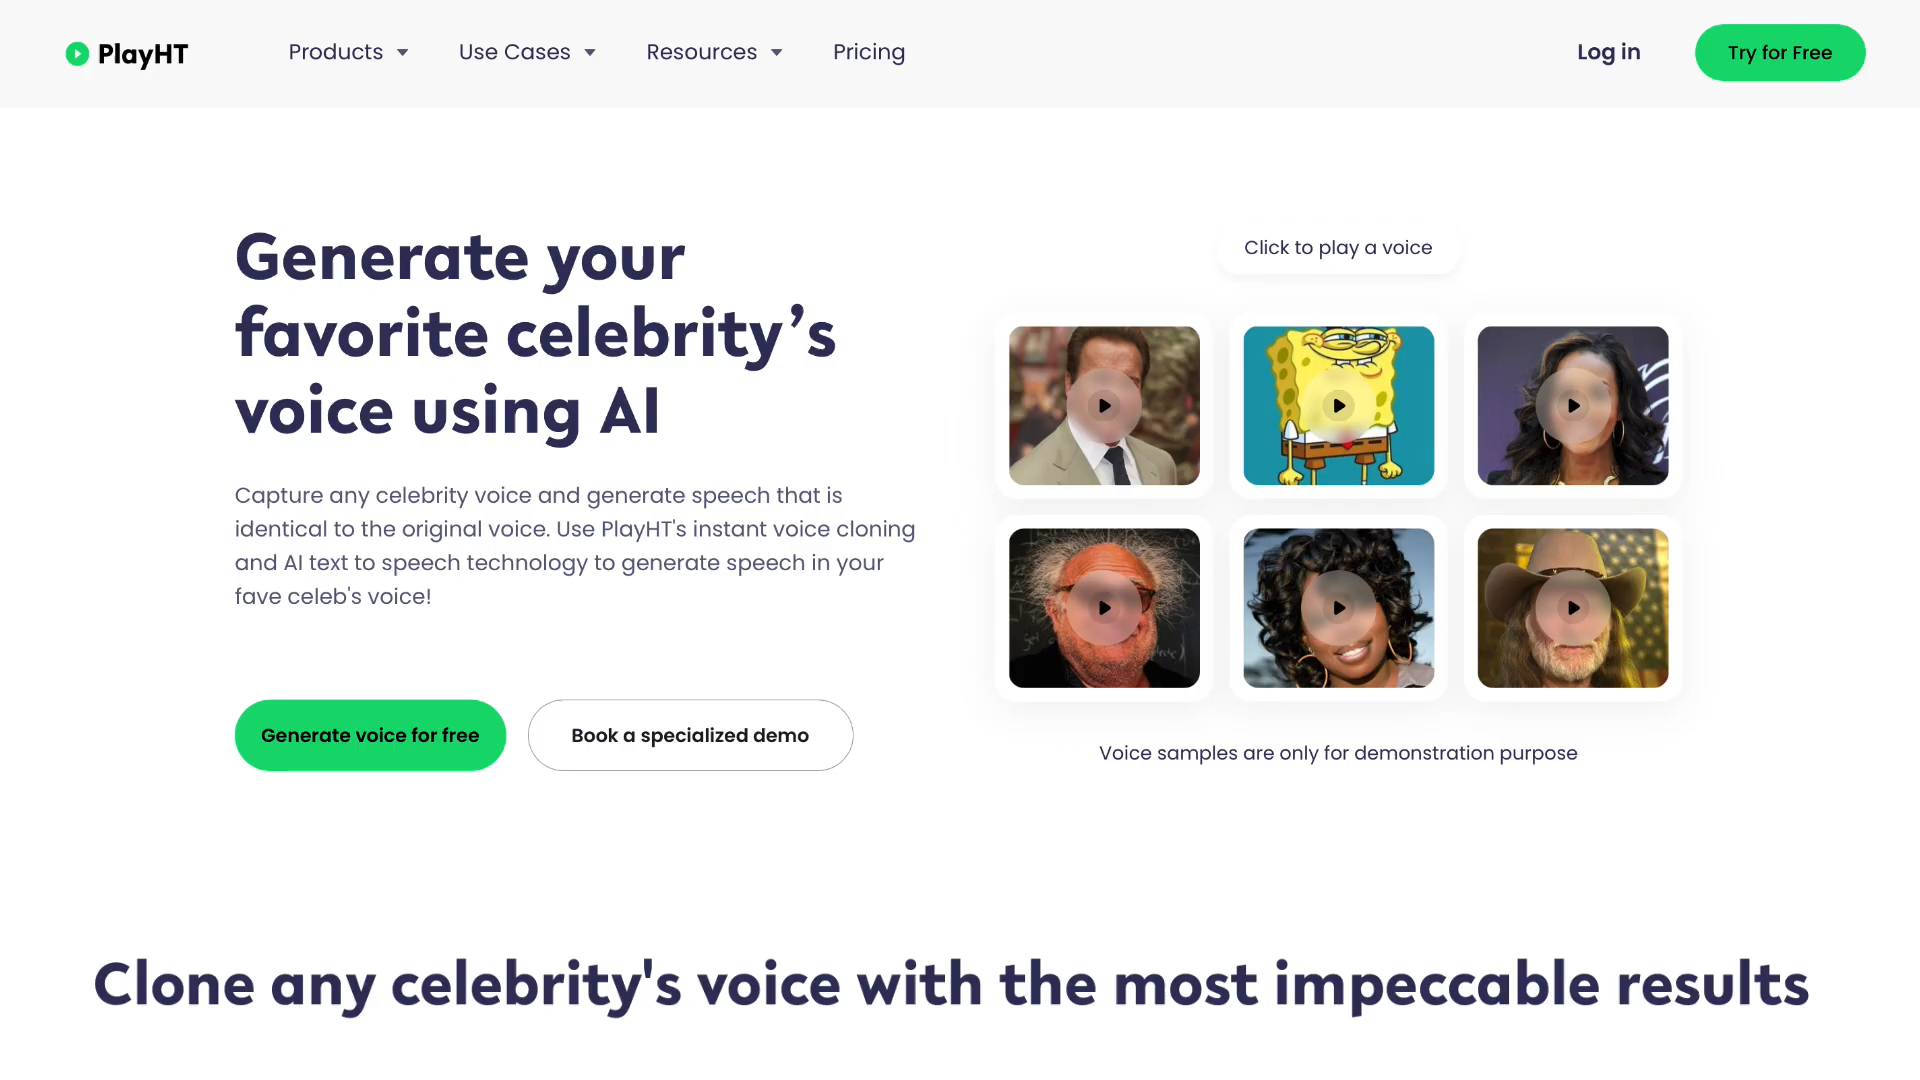 PlayHT
Products
Use Cases
Resources
Pricing
Log in
Try for Free
Generate your
favorite celebrity’s
voice using AI
Capture any celebrity voice and generate speech that is
identical to the original voice. Use PlayHT's instant voice cloning
and AI text to speech technology to generate speech in your
fave celeb's voice!
Generate voice for free
Book a specialized demo
Click to play a voice
Voice samples are only for demonstration purpose
Clone any celebrity's voice with the most impeccable results